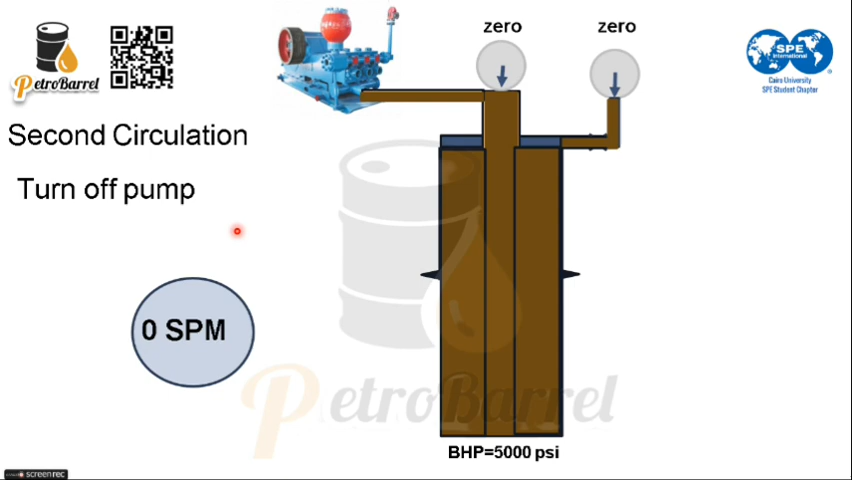 zero
zero
PetroBarrel
SPE
International
Cairo University
SPE Student Chapter
Second Circulation
Turn off pump
0 SPM
PetroBarrel
BHP=5000 psi
screenrec